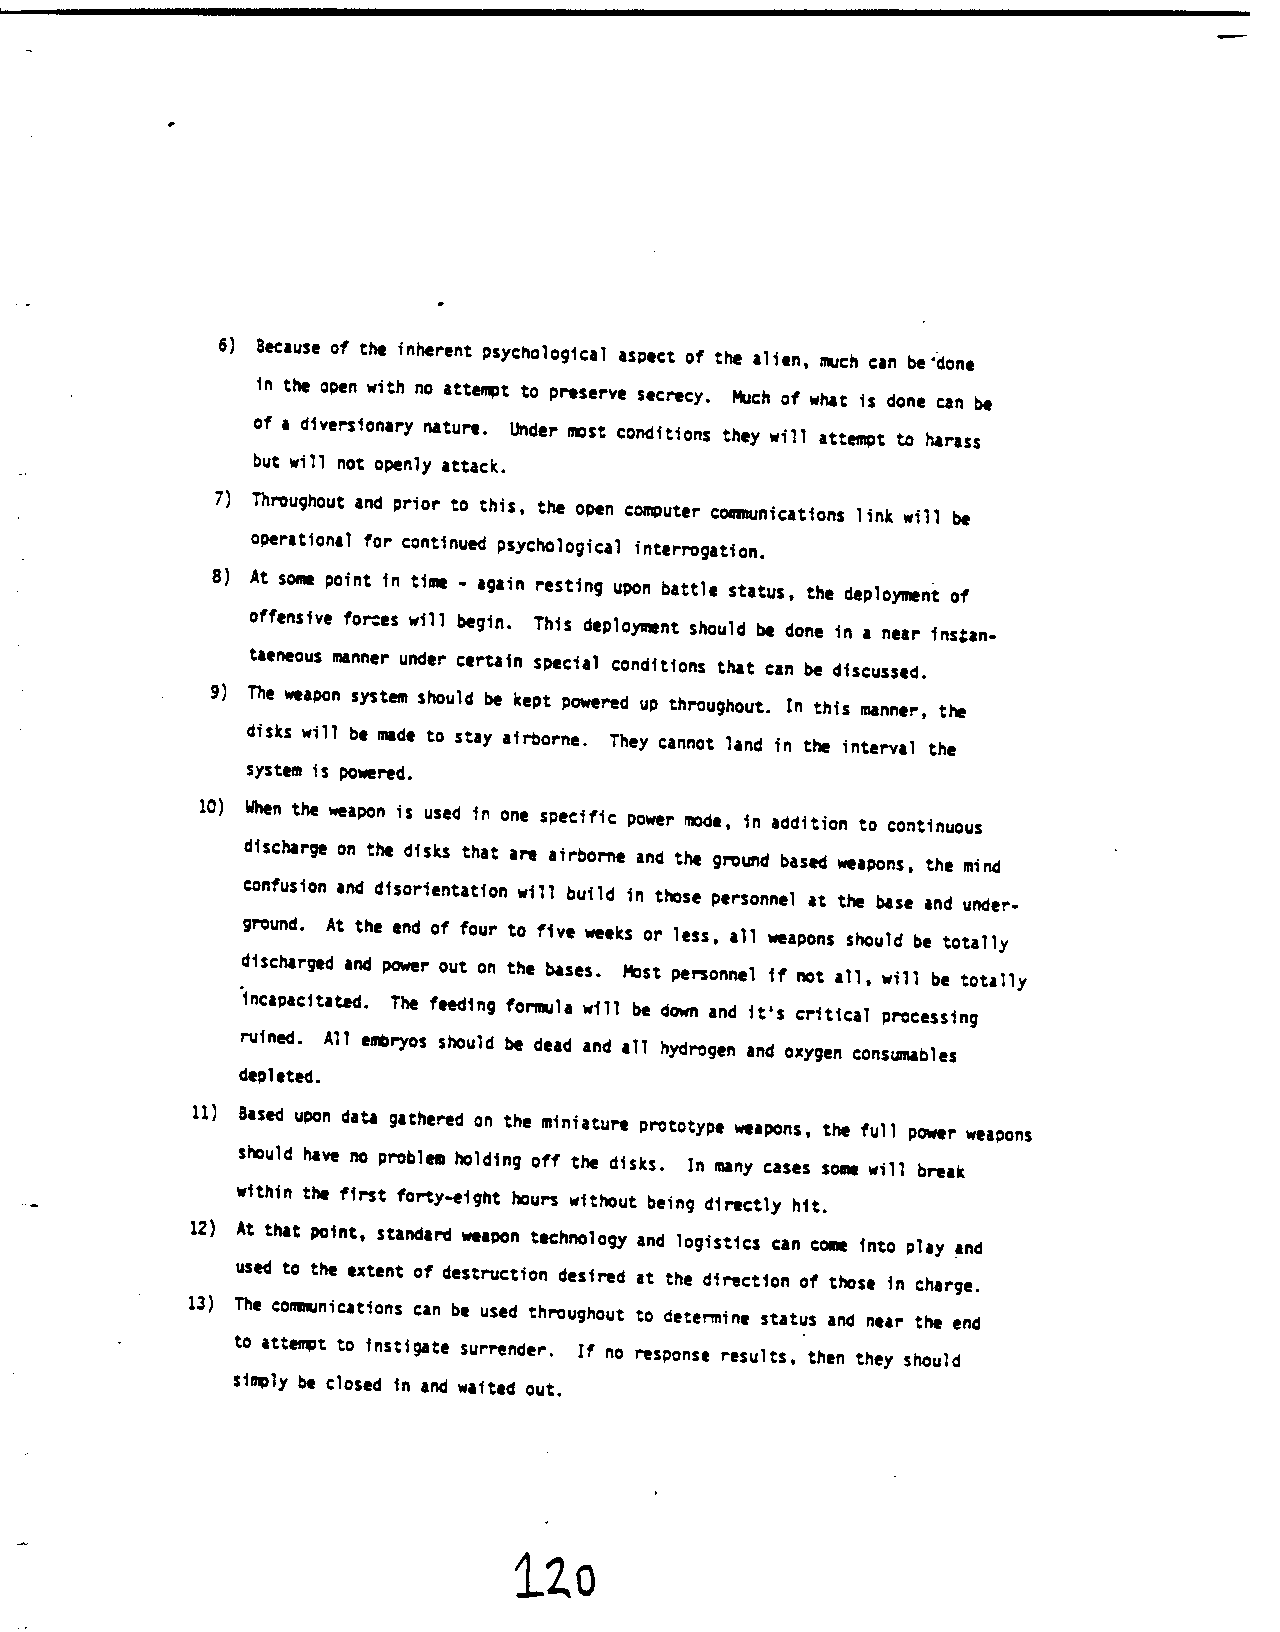 6) Because of the inherent psychological aspect of the alien, much can be done
in the open with no attempt to preserve secrecy. Much of what is done can be
of a diversionary nature. Under most conditions they will attempt to harass
but will not openly attack.
7) Throughout and prior to this, the open computer communications link will be
operational for continued psychological interrogation.
8) At some point in time - again resting upon battle status, the deployment of
offensive forces will begin. This deployment should be done in a near instan-
taeneous manner under certain special conditions that can be discussed.
9) The weapon system should be kept powered up throughout. In this manner, the
disks will be made to stay airborne. They cannot land in the interval the
system is powered.
10) When the weapon is used in one specific power mode, in addition to continuous
discharge on the disks that are airborne and the ground based weapons, the mind
confusion and disorientation will build in those personnel at the base and under-
ground. At the end of four to five weeks or less, all weapons should be totally
discharged and power out on the bases. Most personnel if not all, will be totally
incapacitated. The feeding formula will be down and it's critical processing
ruined. All embryos should be dead and all hydrogen and oxygen consumables
depleted.
11) Based upon data gathered on the miniature prototype weapons, the full power weapons
should have no problem holding off the disks. In many cases some will break
within the first forty-eight hours without being directly hit.
12) At that point, standard weapon technology and logistics can come into play and
used to the extent of destruction desired at the direction of those in charge.
13) The communications can be used throughout to determine status and near the end
to attempt to instigate surrender. If no response results, then they should
simply be closed in and waited out.
120